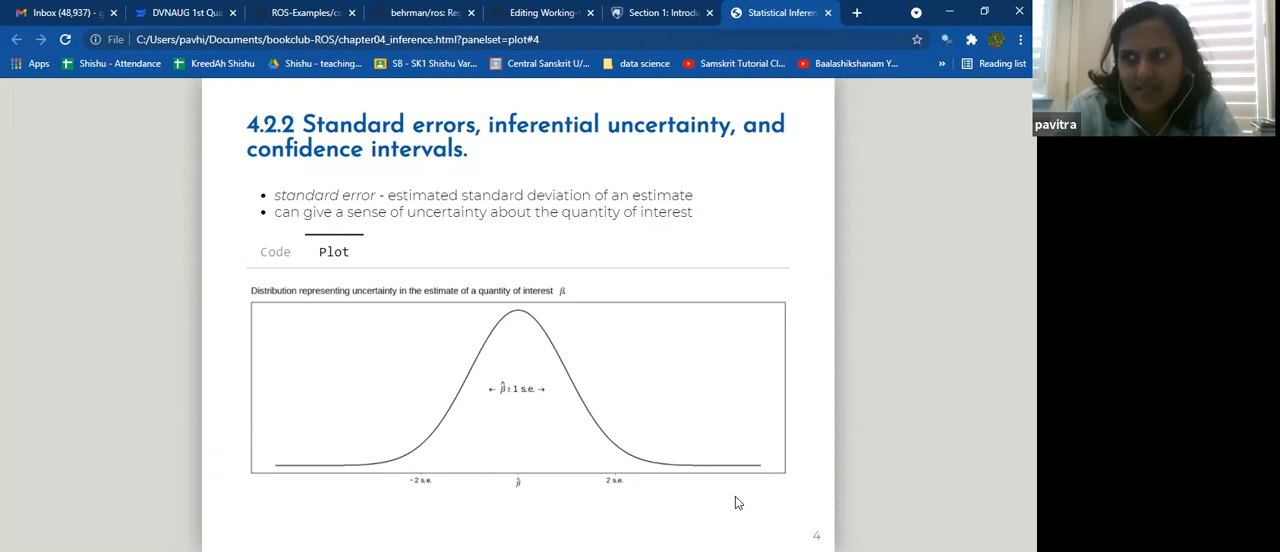 Inbox (48,937) - g
DVNAUG 1st Qua
ROS-Examples/cc
behrman/ros: Re
Editing Working-
Section 1: Introdu
Statistical Inferen
File
C:/Users/pavhi/Documents/bookclub-ROS/chapter04_inference.html?panelset=plot#4
Apps
Shishu - Attendance
KreedAh Shishu
Shishu - teaching...
SB - SK1 Shishu Var...
Central Sanskrit U/...
data science
Samskrit Tutorial Cl...
Baalashikshanam Y...
»
Reading list
pavitra
4.2.2 Standard errors, inferential uncertainty, and
confidence intervals.
• standard error - estimated standard deviation of an estimate
• can give a sense of uncertainty about the quantity of interest
Code
Plot
Distribution representing uncertainty in the estimate of a quantity of interest β.
← β̂ ± 1 s.e. →
-2 s.e.
β̂
2 s.e.
4